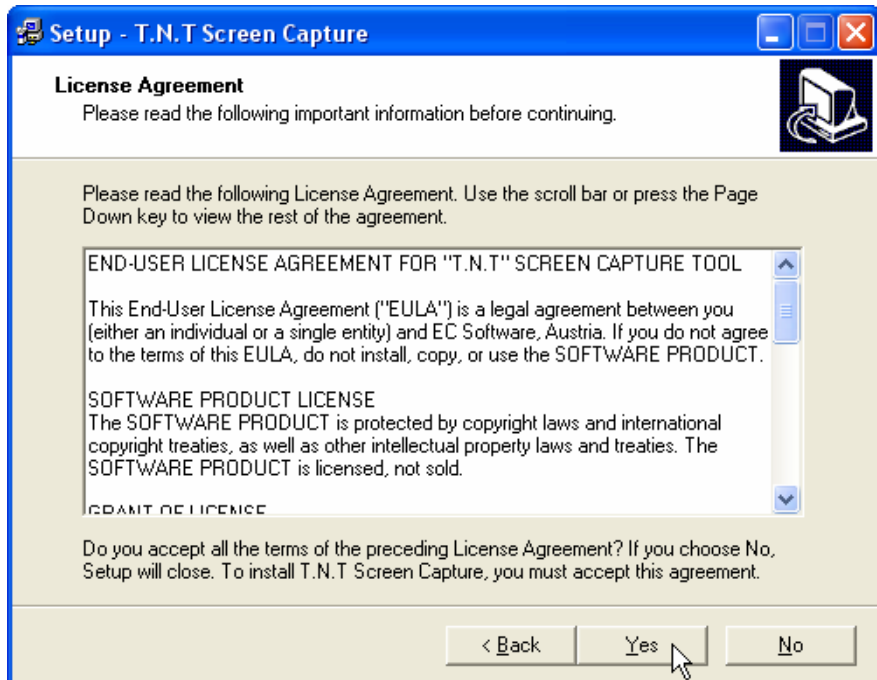 Setup - T.N.T Screen Capture
License Agreement
Please read the following important information before continuing.
Please read the following License Agreement. Use the scroll bar or press the Page
Down key to view the rest of the agreement.
END-USER LICENSE AGREEMENT FOR "T.N.T" SCREEN CAPTURE TOOL
This End-User License Agreement ("EULA") is a legal agreement between you
(either an individual or a single entity) and EC Software, Austria. If you do not agree
to the terms of this EULA, do not install, copy, or use the SOFTWARE PRODUCT.
SOFTWARE PRODUCT LICENSE
The SOFTWARE PRODUCT is protected by copyright laws and international
copyright treaties, as well as other intellectual property laws and treaties. The
SOFTWARE PRODUCT is licensed, not sold.
GRANT OF LICENSE
Do you accept all the terms of the preceding License Agreement? If you choose No,
Setup will close. To install T.N.T Screen Capture, you must accept this agreement.
< Back Yes No